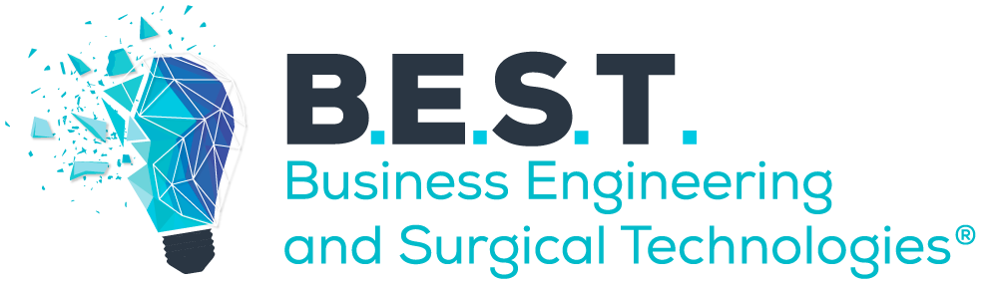 B.E.S.T.
Business Engineering
and Surgical Technologies®